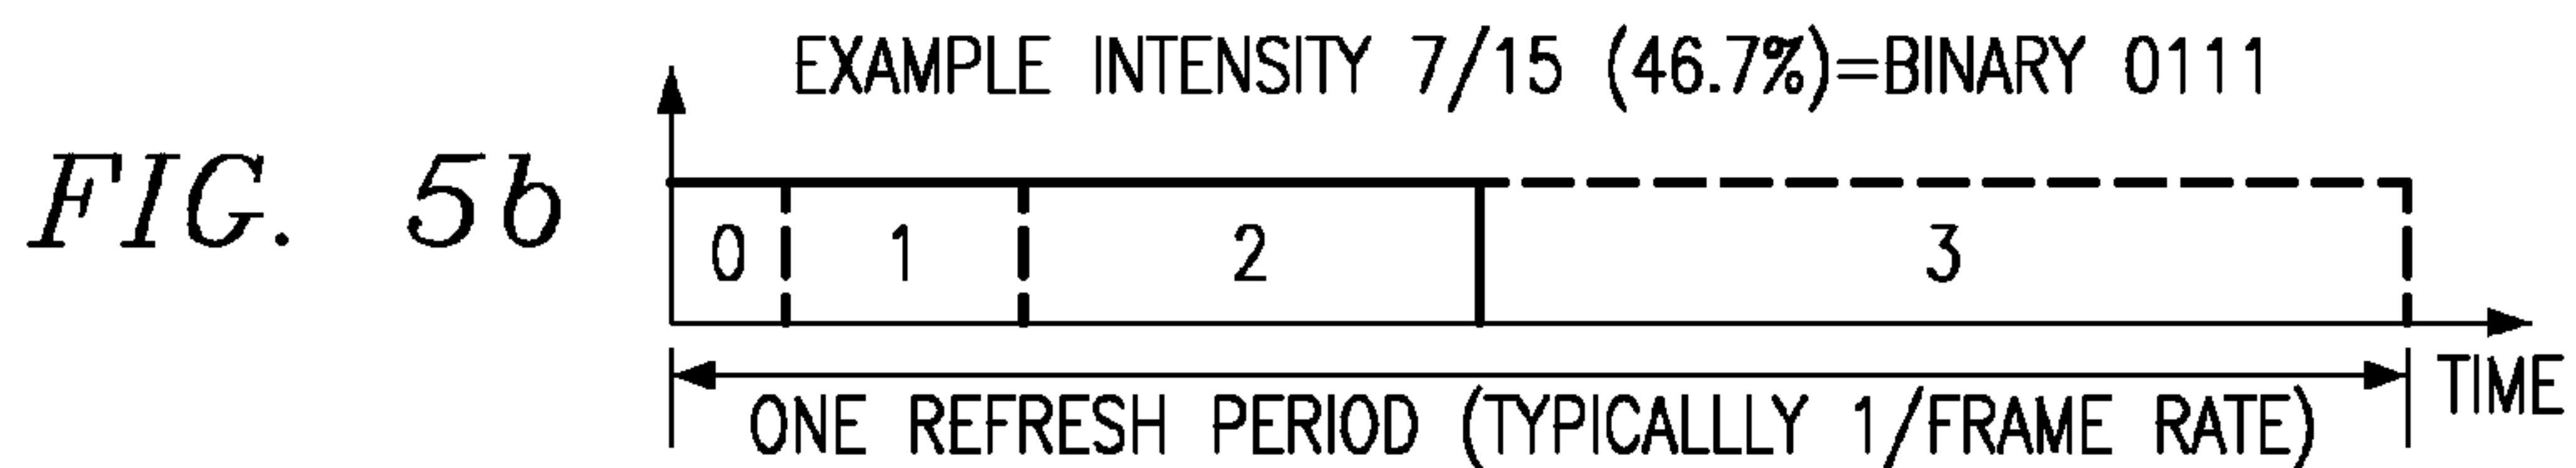 EXAMPLE INTENSITY 7/15 (46.7%)=BINARY 0111
FIG. 5b
0 1 2 3
TIME
ONE REFRESH PERIOD (TYPICALLLY 1/FRAME RATE)